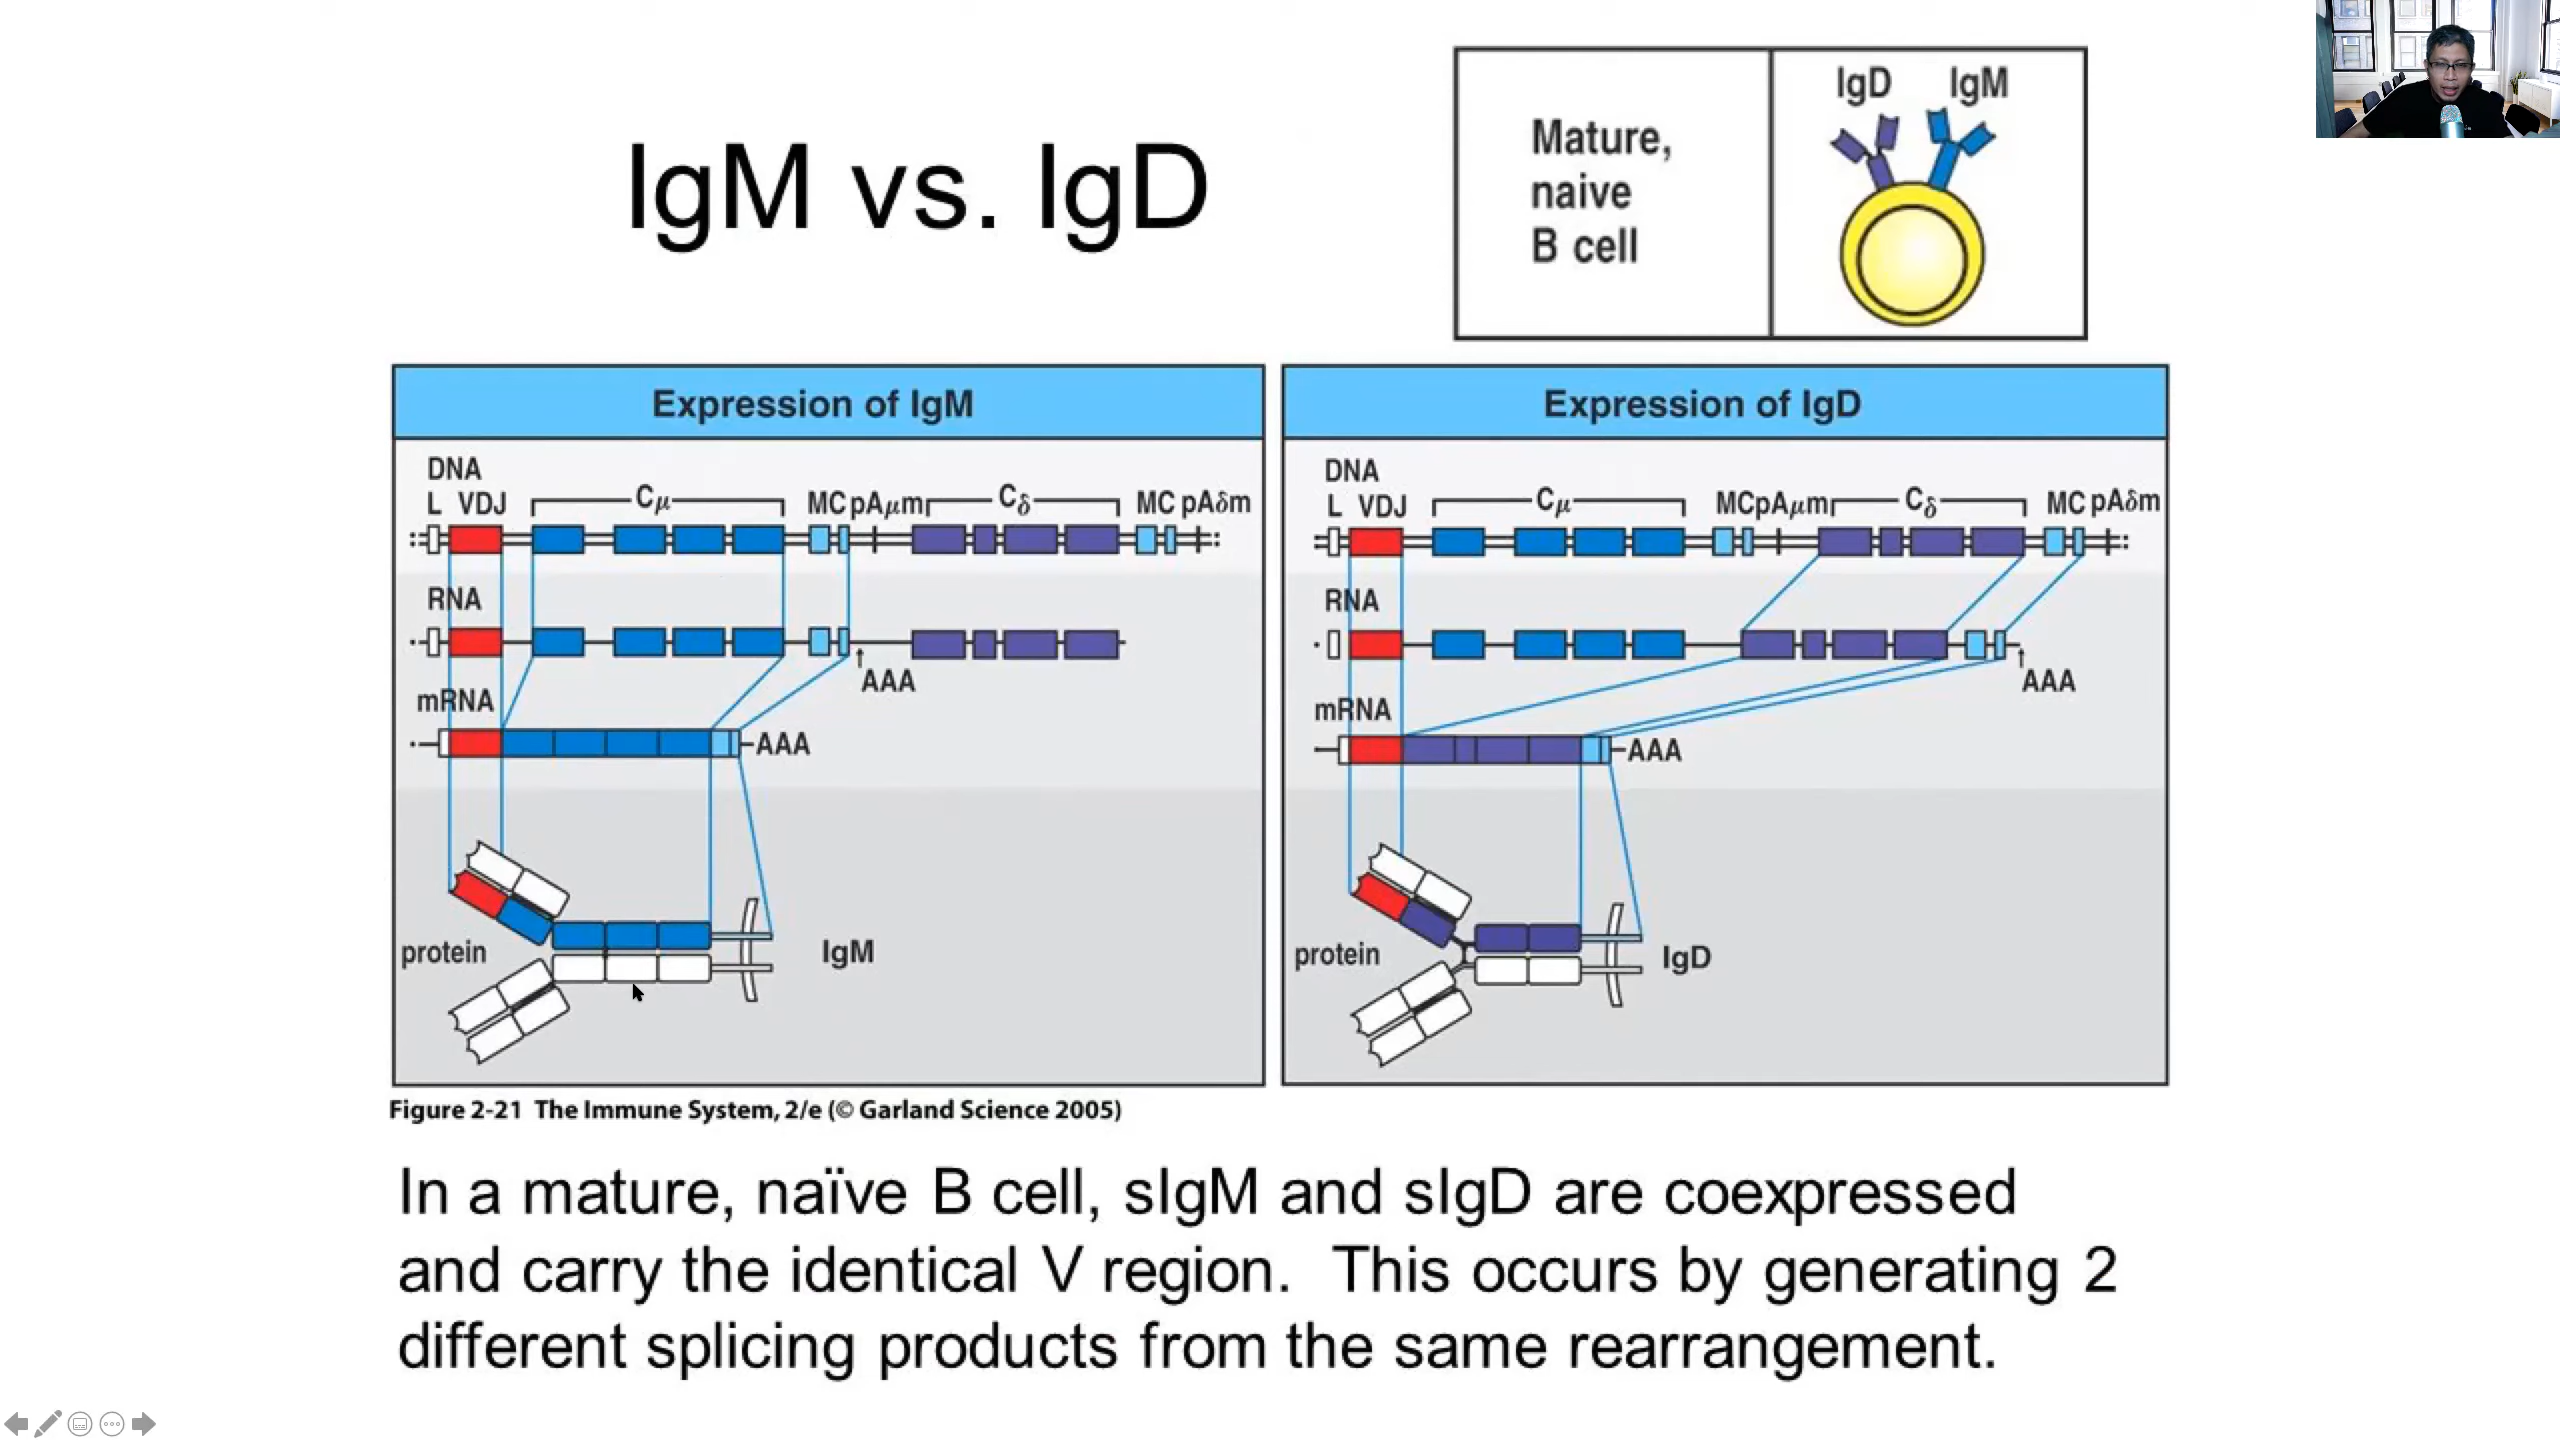 IgM vs. IgD
Mature,
naive
B cell
IgD IgM
Expression of IgM
DNA
L VDJ Cμ MC pAμm Cδ MC pAδm
RNA
AAA
mRNA
AAA
protein
IgM
Expression of IgD
DNA
L VDJ Cμ MC pAμm Cδ MC pAδm
RNA
AAA
mRNA
AAA
protein
IgD
Figure 2-21 The Immune System, 2/e (© Garland Science 2005)
In a mature, naïve B cell, sIgM and sIgD are coexpressed
and carry the identical V region. This occurs by generating 2
different splicing products from the same rearrangement.